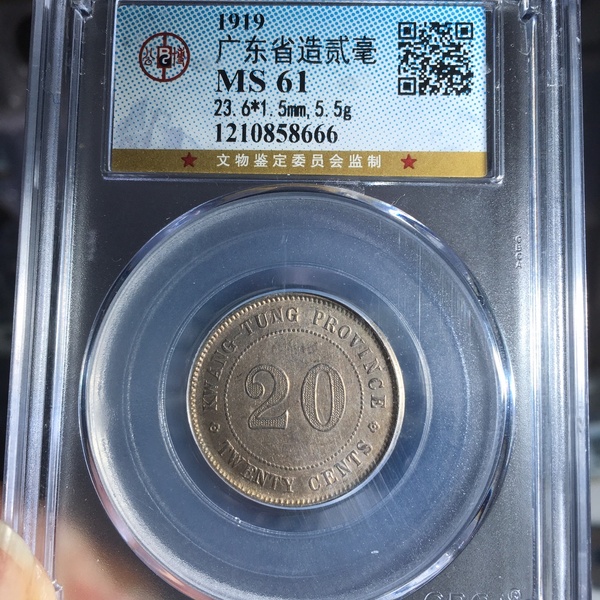 1919
广东省造贰毫
MS 61
23.6*1.5mm,5.5g
1210858666
★ 文物鉴定委员会监制 ★
KWANG-TUNG PROVINCE
20
TWENTY CENTS